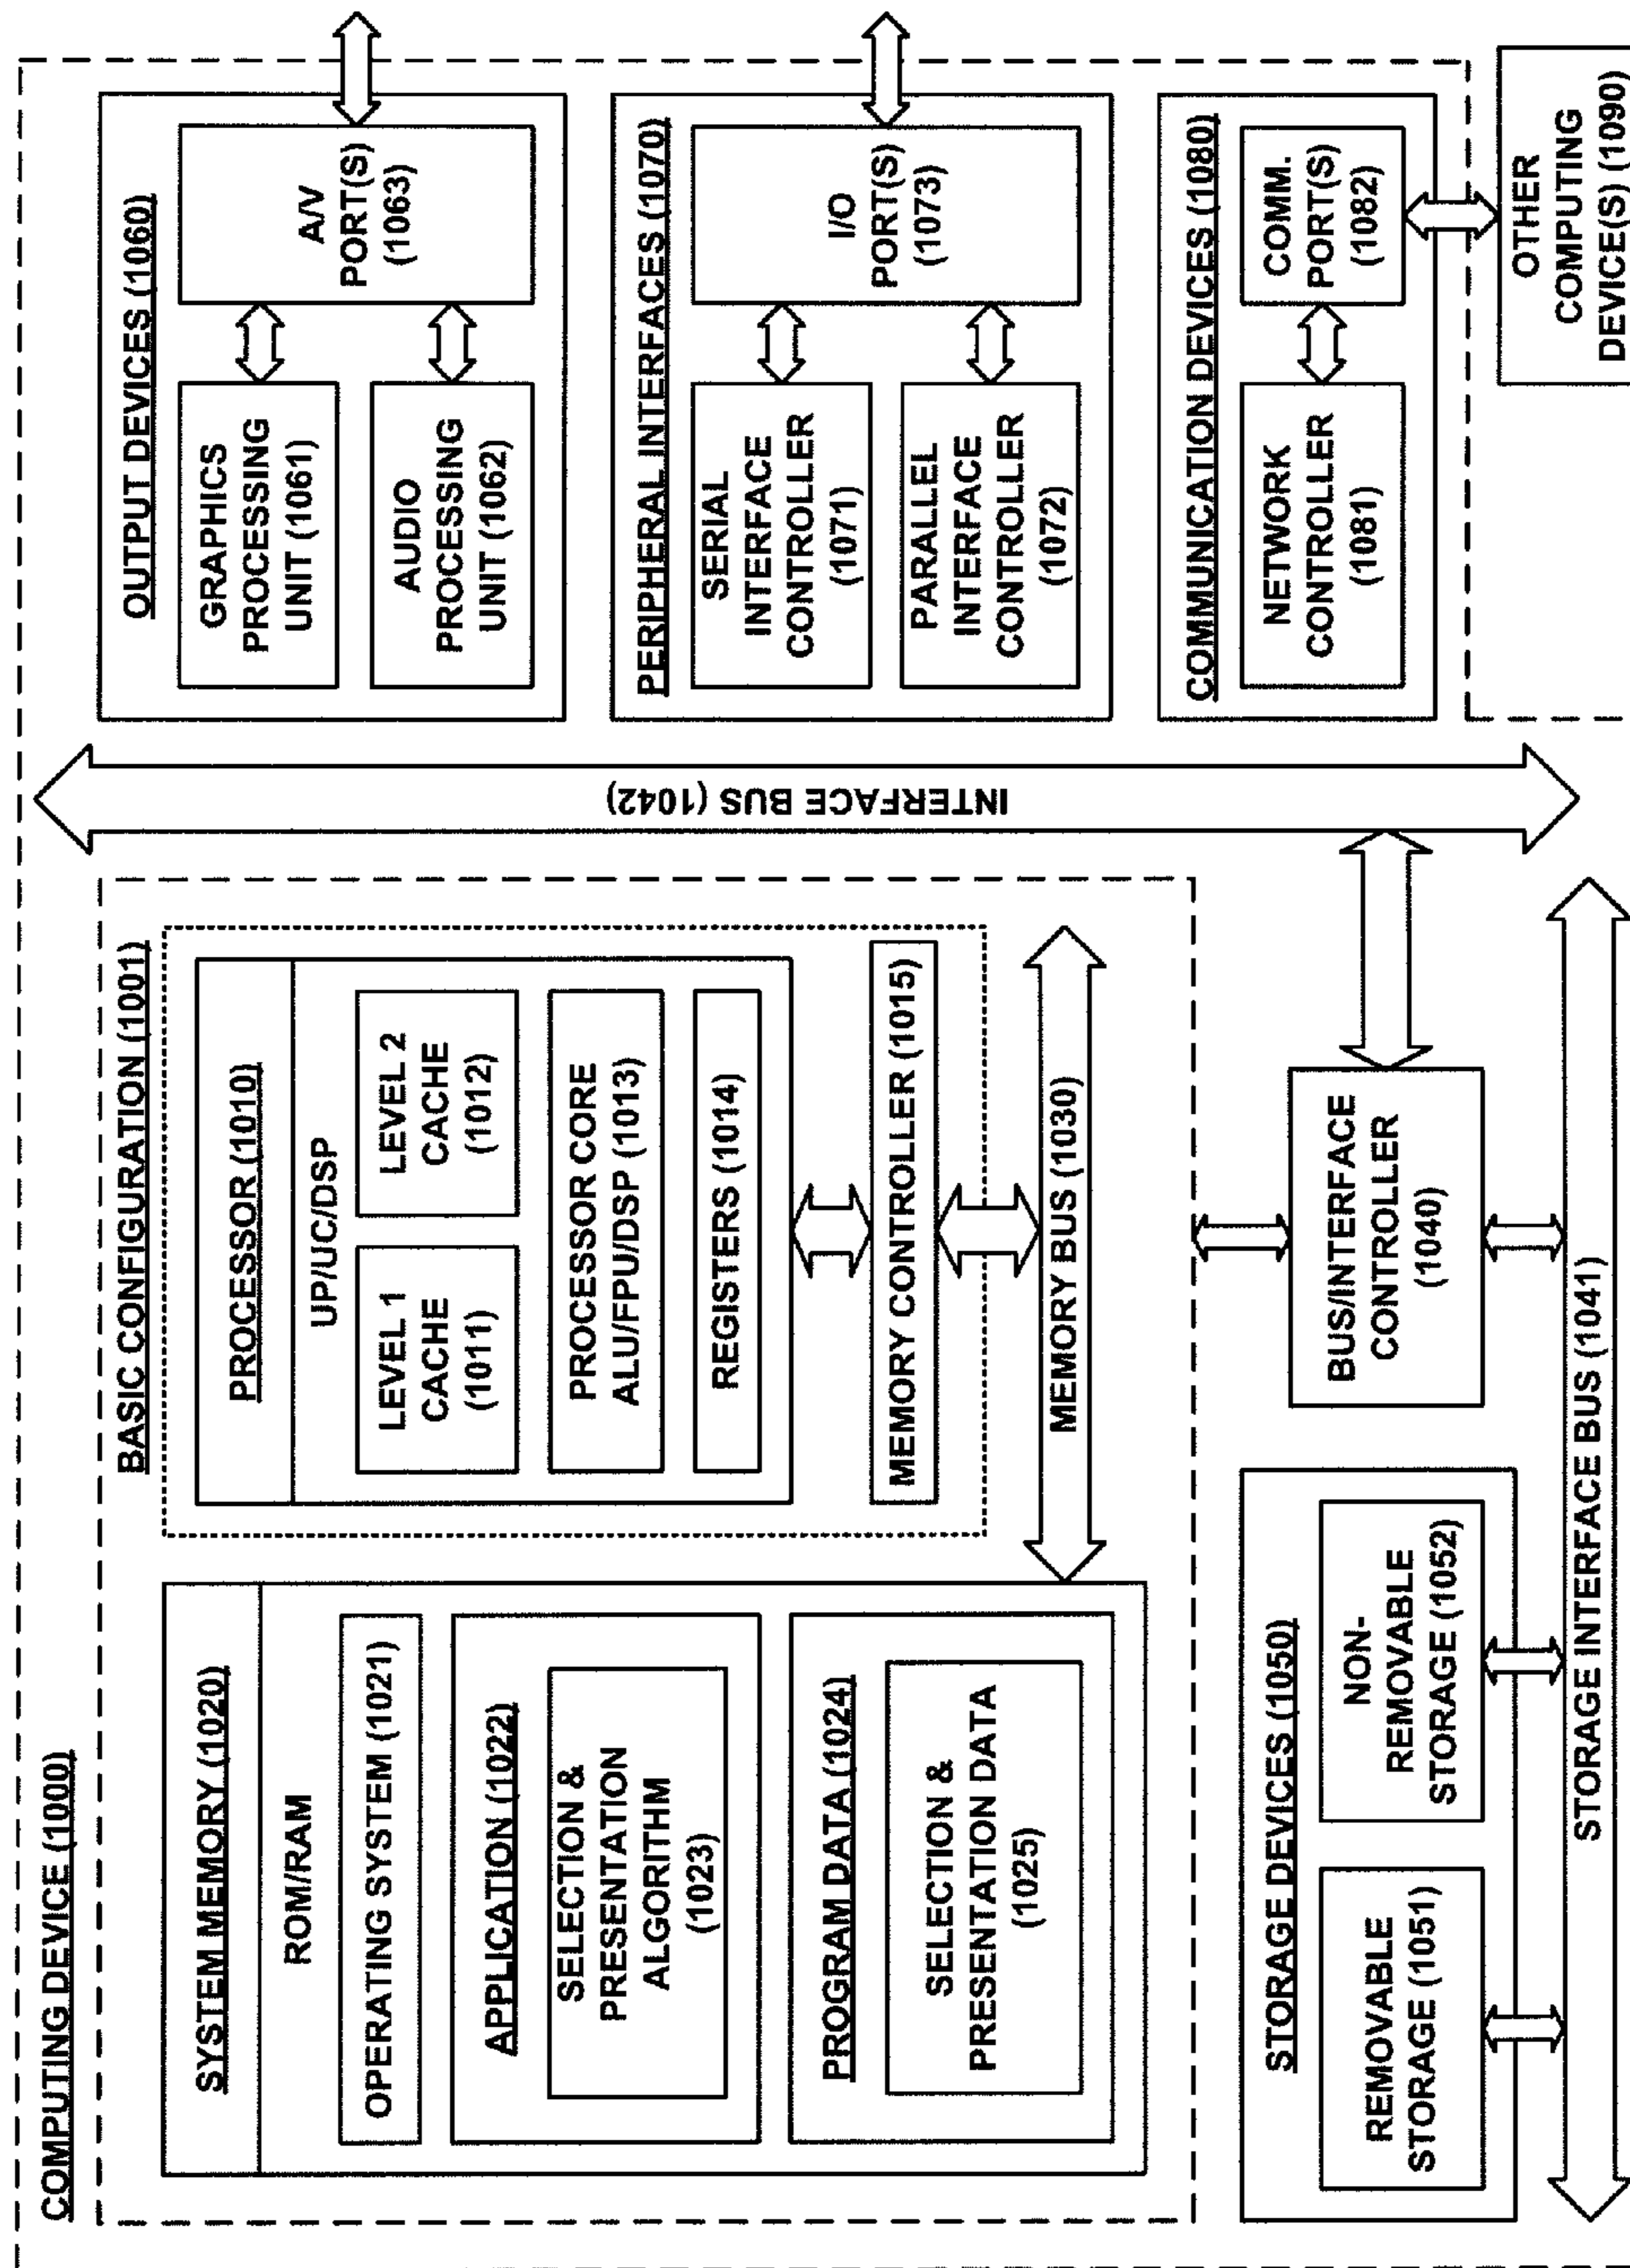 COMPUTING DEVICE (1000)
BASIC CONFIGURATION (1001)
SYSTEM MEMORY (1020)
ROM/RAM
OPERATING SYSTEM (1021)
APPLICATION (1022)
SELECTION &
PRESENTATION
ALGORITHM
(1023)
PROGRAM DATA (1024)
SELECTION &
PRESENTATION DATA
(1025)
PROCESSOR (1010)
UP/UC/DSP
LEVEL 1
CACHE
(1011)
LEVEL 2
CACHE
(1012)
PROCESSOR CORE
ALU/FPU/DSP (1013)
REGISTERS (1014)
MEMORY CONTROLLER (1015)
MEMORY BUS (1030)
BUS/INTERFACE
CONTROLLER
(1040)
STORAGE DEVICES (1050)
REMOVABLE
STORAGE (1051)
NON-
REMOVABLE
STORAGE (1052)
STORAGE INTERFACE BUS (1041)
INTERFACE BUS (1042)
OUTPUT DEVICES (1060)
GRAPHICS
PROCESSING
UNIT (1061)
AUDIO
PROCESSING
UNIT (1062)
A/V
PORT(S)
(1063)
PERIPHERAL INTERFACES (1070)
SERIAL
INTERFACE
CONTROLLER
(1071)
PARALLEL
INTERFACE
CONTROLLER
(1072)
I/O
PORT(S)
(1073)
COMMUNICATION DEVICES (1080)
NETWORK
CONTROLLER
(1081)
COMM.
PORT(S)
(1082)
OTHER
COMPUTING
DEVICE(S) (1090)